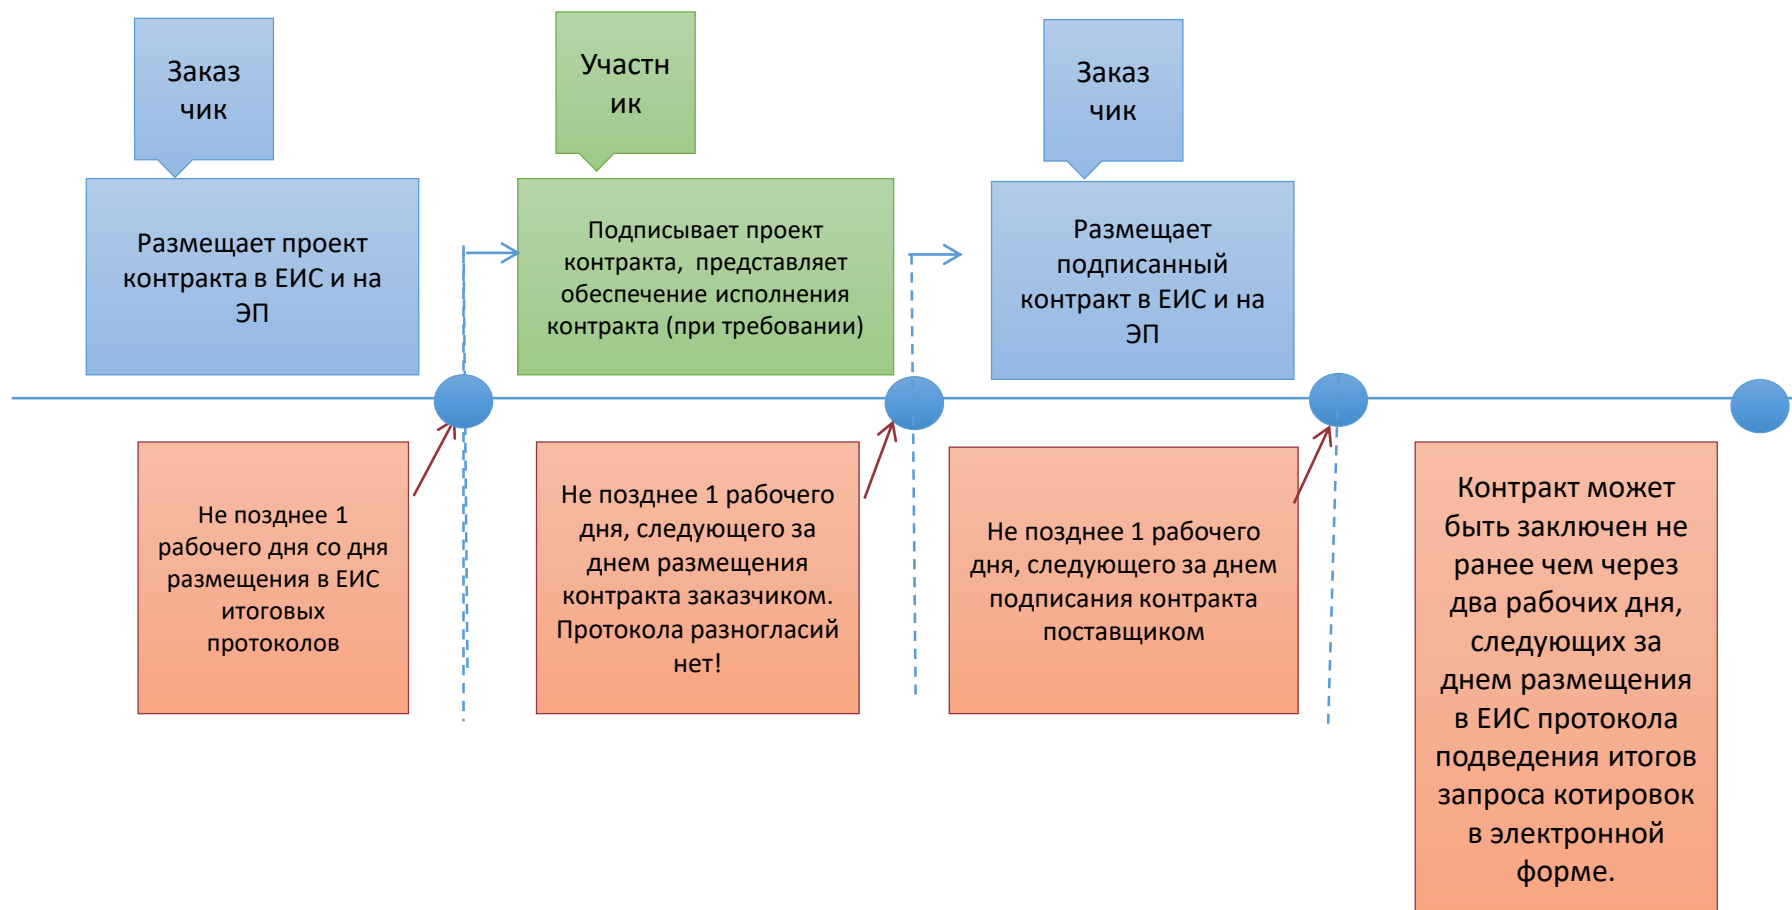 Заказ
чик
Участн
ик
Заказ
чик
Размещает проект
контракта в ЕИС и на
ЭП
Подписывает проект
контракта, представляет
обеспечение исполнения
контракта (при требовании)
Размещает
подписанный
контракт в ЕИС и на
ЭП
Не позднее 1
рабочего дня со дня
размещения в ЕИС
итоговых
протоколов
Не позднее 1 рабочего
дня, следующего за
днем размещения
контракта заказчиком.
Протокола разногласий
нет!
Не позднее 1 рабочего
дня, следующего за днем
подписания контракта
поставщиком
Контракт может
быть заключен не
ранее чем через
два рабочих дня,
следующих за
днем размещения
в ЕИС протокола
подведения итогов
запроса котировок
в электронной
форме.